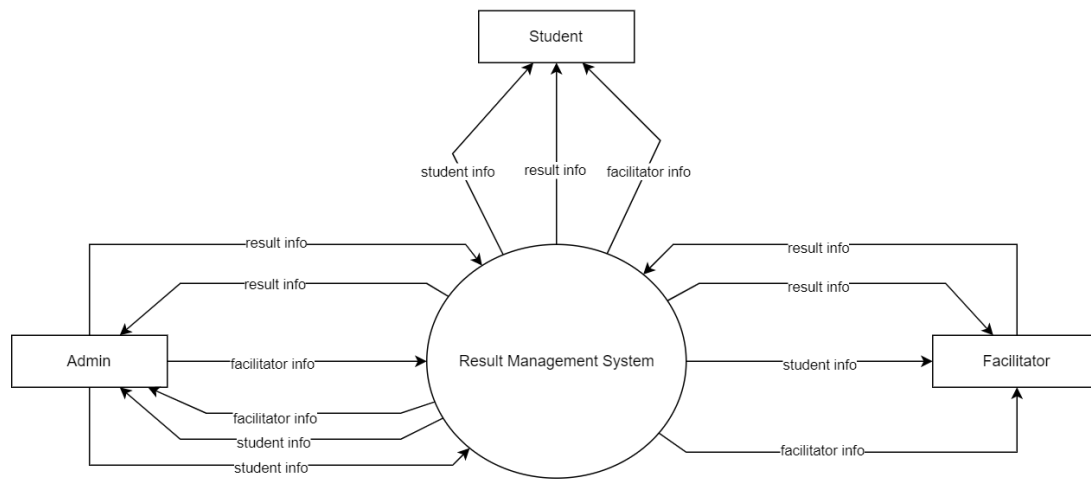 Student
student info
result info
facilitator info
result info
result info
result info
result info
Admin
facilitator info
Result Management System
student info
Facilitator
facilitator info
student info
student info
facilitator info